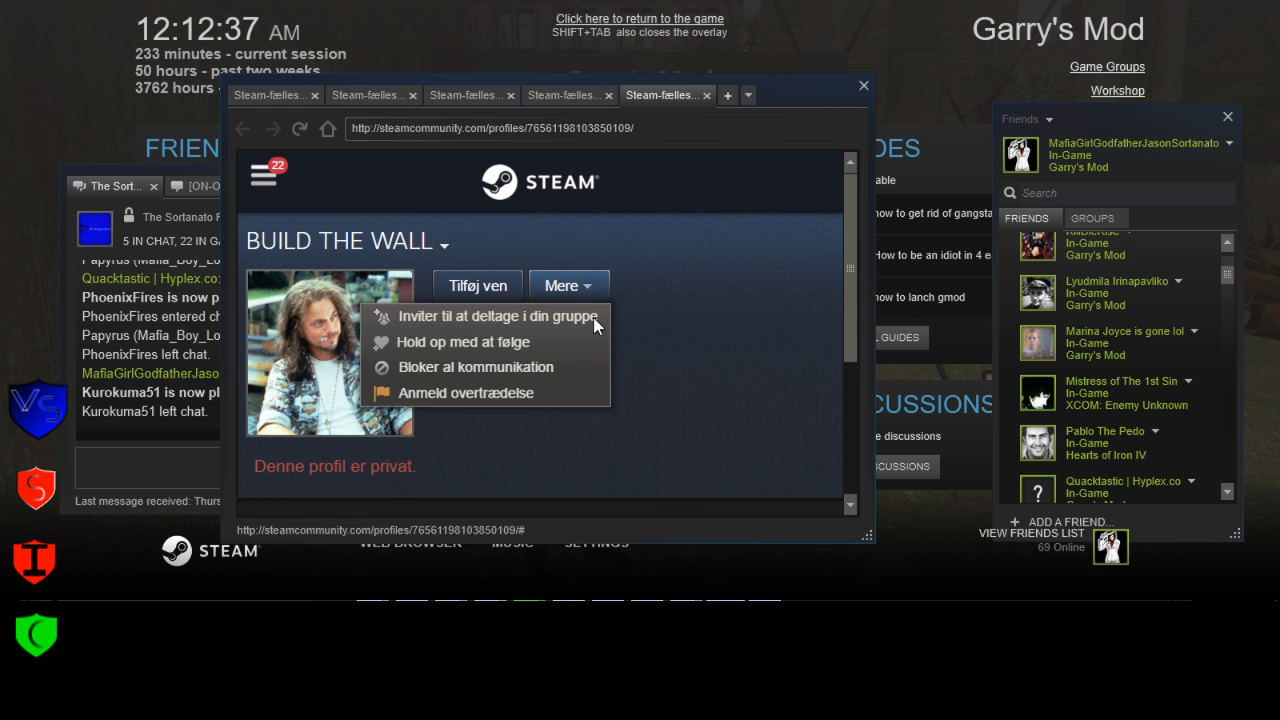 12:12:37 AM
233 minutes - current session
50 hours - past two weeks
3762 hours -
Click here to return to the game
SHIFT+TAB also closes the overlay
Garry's Mod
Game Groups
Workshop
FRIEN
DES
able
how to get rid of gangsta
How to be an idiot in 4 e
how to lanch gmod
L GUIDES
CUSSIONS
e discussions
SCUSSIONS
The Sort...
[ON-O
The Sortanato F
5 IN CHAT, 22 IN GA
Papyrus (Mafia_Boy_Lo
Quacktastic | Hyplex.co:
PhoenixFires is now p
PhoenixFires entered ch
Papyrus (Mafia_Boy_Lo
PhoenixFires left chat.
MafiaGirlGodfatherJaso
Kurokuma51 is now pl
Kurokuma51 left chat.
Last message received: Thurs
Steam-fælles...
Steam-fælles...
Steam-fælles...
Steam-fælles...
Steam-fælles...
http://steamcommunity.com/profiles/76561198103850109/
22
STEAM
BUILD THE WALL
Tilføj ven
Mere
Inviter til at deltage i din gruppe
Hold op med at følge
Bloker al kommunikation
Anmeld overtrædelse
Denne profil er privat.
http://steamcommunity.com/profiles/76561198103850109/#
Friends
MafiaGirlGodfatherJasonSortanato
In-Game
Garry's Mod
Search
FRIENDS
GROUPS
In-Game
Garry's Mod
Lyudmila Irinapavliko
In-Game
Garry's Mod
Marina Joyce is gone lol
In-Game
Garry's Mod
Mistress of The 1st Sin
In-Game
XCOM: Enemy Unknown
Pablo The Pedo
In-Game
Hearts of Iron IV
Quacktastic | Hyplex.co
In-Game
ADD A FRIEND...
VIEW FRIENDS LIST
69 Online
STEAM
WEB BROWSER
MUSIC
SETTINGS
VS
S
I
C